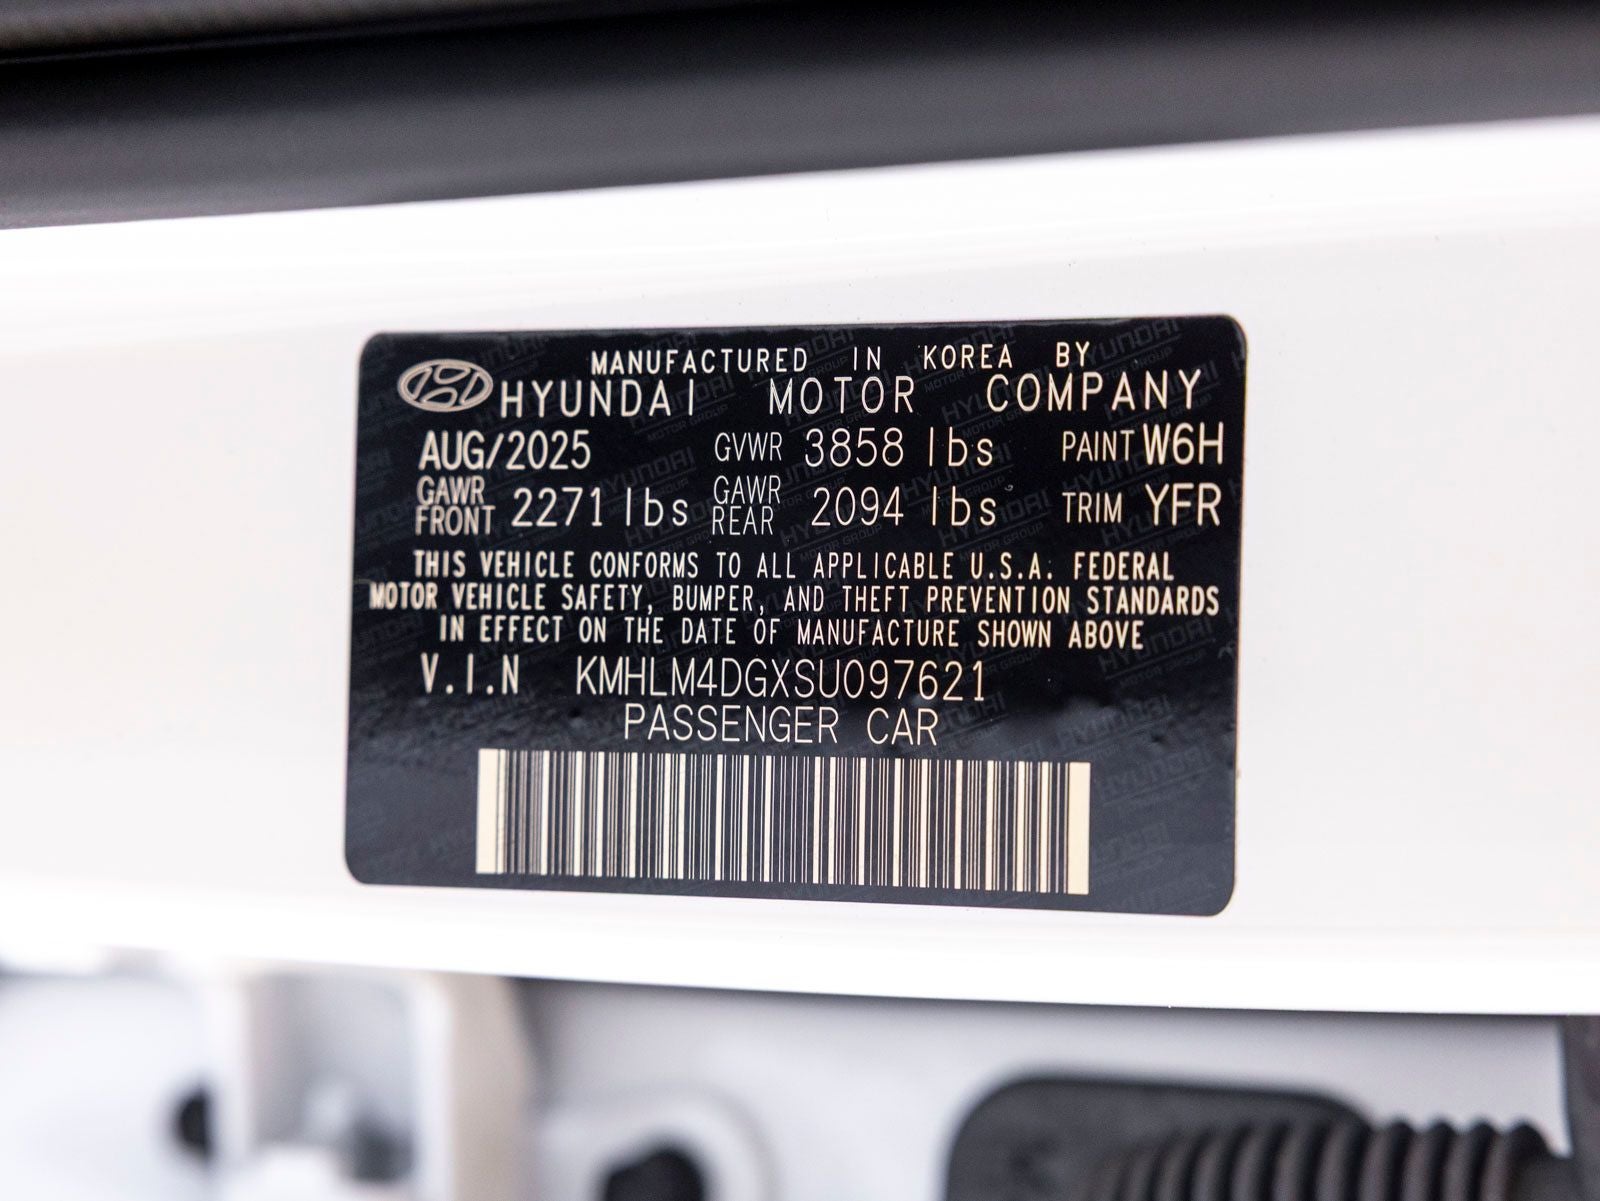 MANUFACTURED IN KOREA BY
HYUNDAI MOTOR COMPANY
AUG/2025 GVWR 3858 lbs PAINT W6H
GAWR FRONT 2271 lbs GAWR REAR 2094 lbs TRIM YFR
THIS VEHICLE CONFORMS TO ALL APPLICABLE U.S.A. FEDERAL
MOTOR VEHICLE SAFETY, BUMPER, AND THEFT PREVENTION STANDARDS
IN EFFECT ON THE DATE OF MANUFACTURE SHOWN ABOVE
V.I.N KMHLM4DGXSU097621
PASSENGER CAR